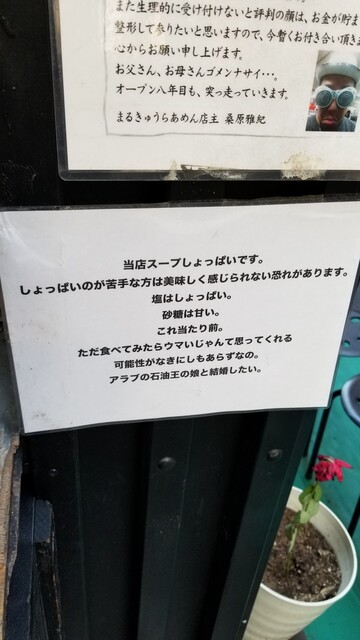 また生理的に受け付けないと評判の顔は、お金が貯ま
整形して参りたいと思いますので、今暫くお付き合い頂き
心からお願い申し上げます。
お父さん、お母さんゴメンナサイ・・・。
オープン八年目も、突っ走っていきます。
まるきゅうらあめん店主 桑原雅紀
当店スープしょっぱいです。
しょっぱいのが苦手な方は美味しく感じられない恐れがあります。
塩はしょっぱい。
砂糖は甘い。
これ当たり前。
ただ食べてみたらウマいじゃんて思ってくれる
可能性がなきにしもあらずなの。
アラブの石油王の娘と結婚したい。